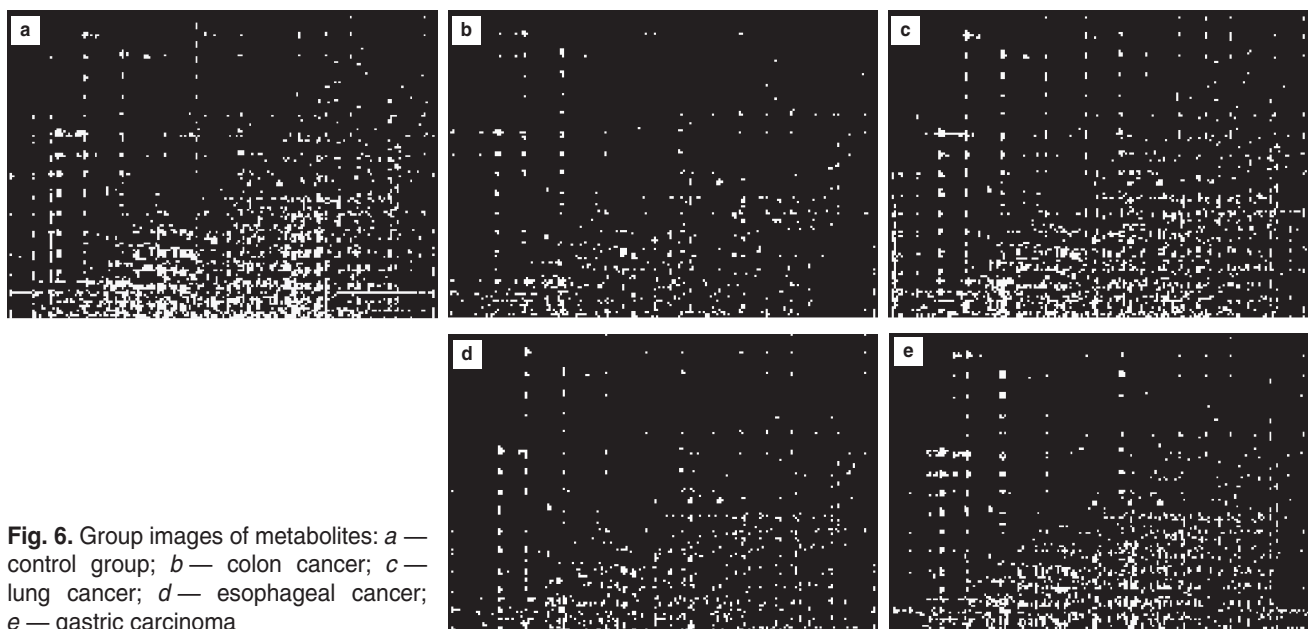 a
b
c
d
e
Fig. 6. Group images of metabolites: a —
control group; b — colon cancer; c —
lung cancer; d — esophageal cancer;
e — gastric carcinoma